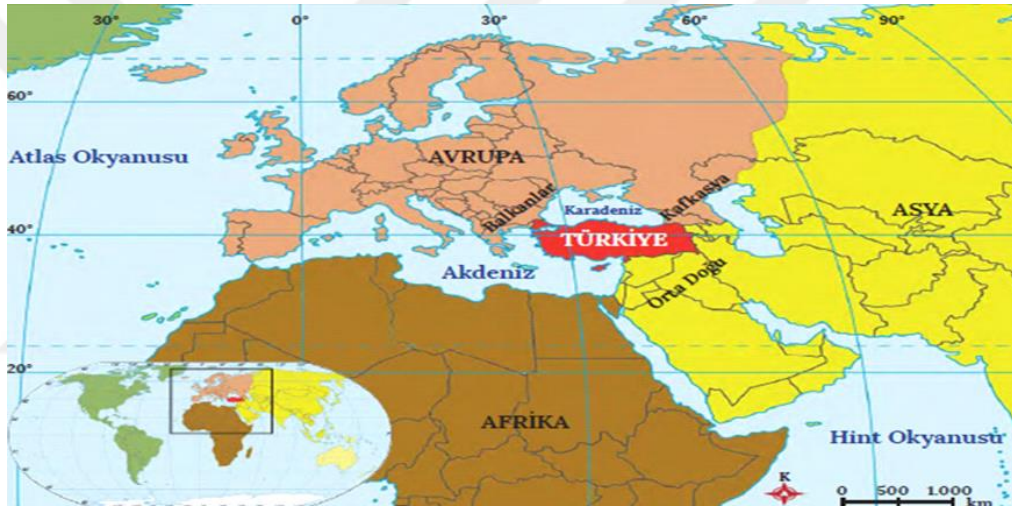 30° 0° 30° 60° 90°
60°
Atlas Okyanusu
AVRUPA
Balkanlar
Karadeniz
Kafkasya
ASYA
40°
TÜRKİYE
Akdeniz
Orta Doğu
20°
AFRİKA
Hint Okyanusu
K
0 500 1.000
km